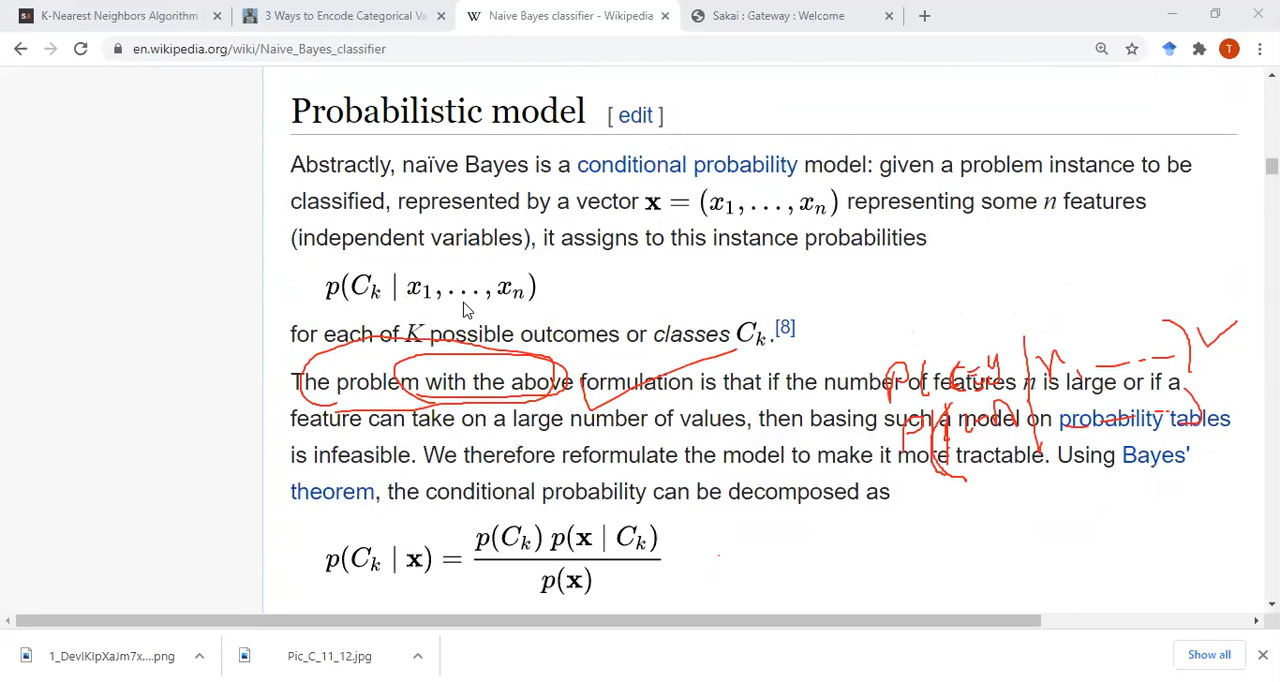 K-Nearest Neighbors Algorithm
3 Ways to Encode Categorical Va
Naive Bayes classifier - Wikipedia
Sakai : Gateway : Welcome
en.wikipedia.org/wiki/Naive_Bayes_classifier
T
Probabilistic model [ edit ]
Abstractly, naïve Bayes is a conditional probability model: given a problem instance to be
classified, represented by a vector x = (x₁, . . . , xₙ) representing some n features
(independent variables), it assigns to this instance probabilities
p(Cₖ | x₁, . . . , xₙ)
for each of K possible outcomes or classes Cₖ.[8]
The problem with the above formulation is that if the number of features n is large or if a
feature can take on a large number of values, then basing such a model on probability tables
is infeasible. We therefore reformulate the model to make it more tractable. Using Bayes'
theorem, the conditional probability can be decomposed as
p(Cₖ | x) = p(Cₖ) p(x | Cₖ) / p(x)
1_DevIKIpXaJm7x....png
Pic_C_11_12.jpg
Show all